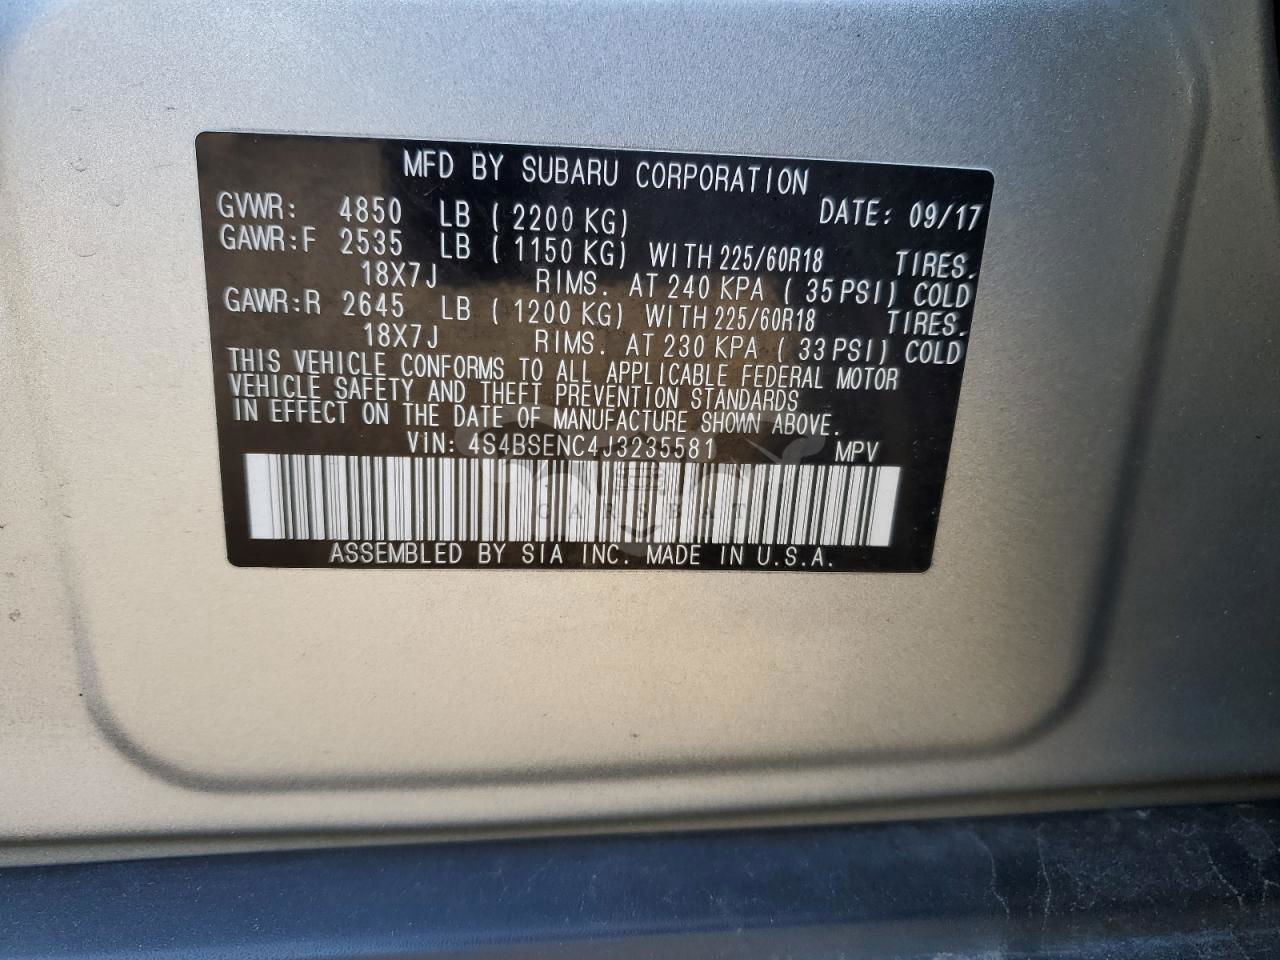 MFD BY SUBARU CORPORATION
GVWR: 4850 LB ( 2200 KG) DATE: 09/17
GAWR:F 2535 LB ( 1150 KG) WITH 225/60R18 TIRES.
18X7J RIMS. AT 240 KPA ( 35 PSI) COLD
GAWR:R 2645 LB ( 1200 KG) WITH 225/60R18 TIRES.
18X7J RIMS. AT 230 KPA ( 33 PSI) COLD
THIS VEHICLE CONFORMS TO ALL APPLICABLE FEDERAL MOTOR
VEHICLE SAFETY AND THEFT PREVENTION STANDARDS
IN EFFECT ON THE DATE OF MANUFACTURE SHOWN ABOVE.
VIN: 4S4BSENC4J3235581 MPV
CARSBAT
ASSEMBLED BY SIA INC. MADE IN U.S.A.